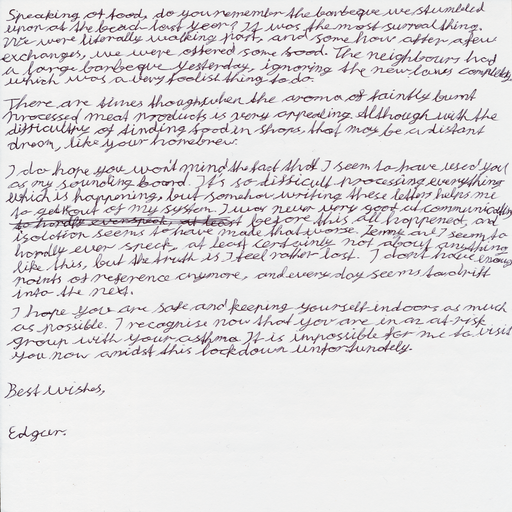 Speaking of food, do you remember the barbeque we stumbled
upon at the beach last year? It was the most surreal thing.
We were literally walking past, and some how after a few
exchanges, we were offered some food. The neighbours had
a large barbeque yesterday, ignoring the new laws completely,
which was a very foolish thing to do.
There are times though when the aroma of faintly burnt
processed meat products is very appealing. Although with the
difficulty of finding food in shops, that may be a distant
dream, like your homebrew.
I do hope you won't mind the fact that I seem to have used you
as my sounding board. It's so difficult processing everything
which is happening, but somehow writing these letters helps me
to get it out of my system. I was never very good at communicating
to hardly ever speak, at least before this all happened, and
isolation seems to have made that worse. Jenny and I seem to
hardly ever speak, at least certainly not about anything
like this, but the truth is I feel rather lost. I don't have many
points of reference anymore, and every day seems to drift
into the next.
I hope you are safe and keeping yourself indoors as much
as possible. I recognise now that you are in an at-risk
group with your asthma. It is impossible for me to visit
you now amidst this lockdown unfortunately.
Best wishes,
Edgar.